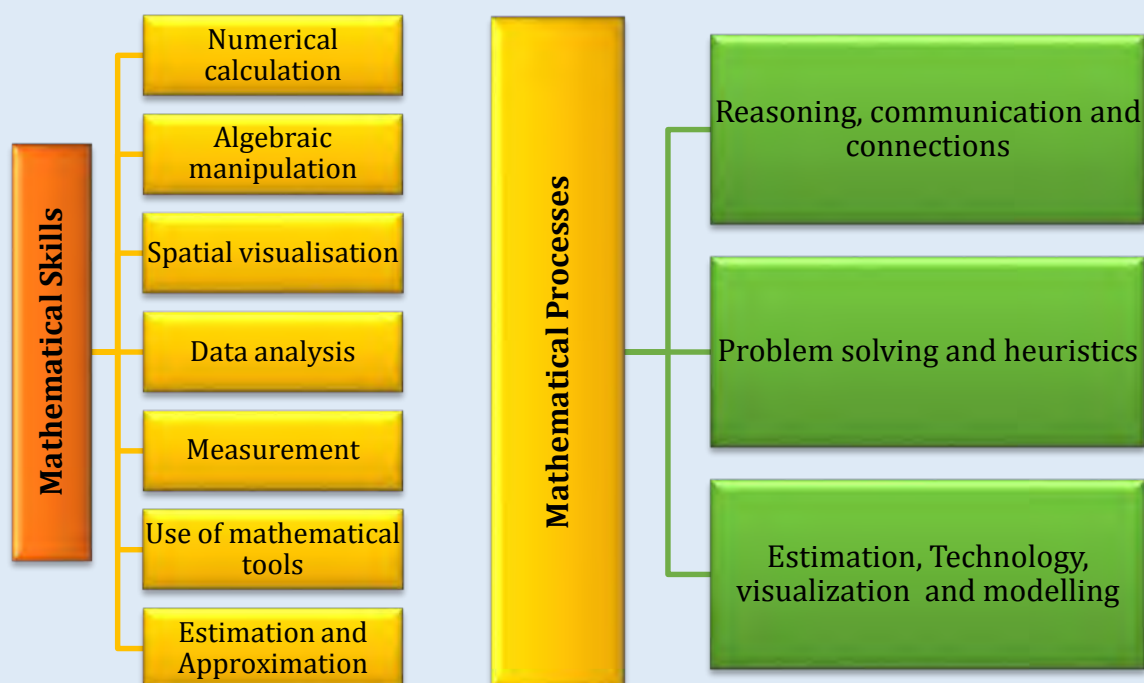 Mathematical Skills
Numerical
calculation
Algebraic
manipulation
Spatial visualisation
Data analysis
Measurement
Use of mathematical
tools
Estimation and
Approximation
Mathematical Processes
Reasoning, communication and
connections
Problem solving and heuristics
Estimation, Technology,
visualization and modelling